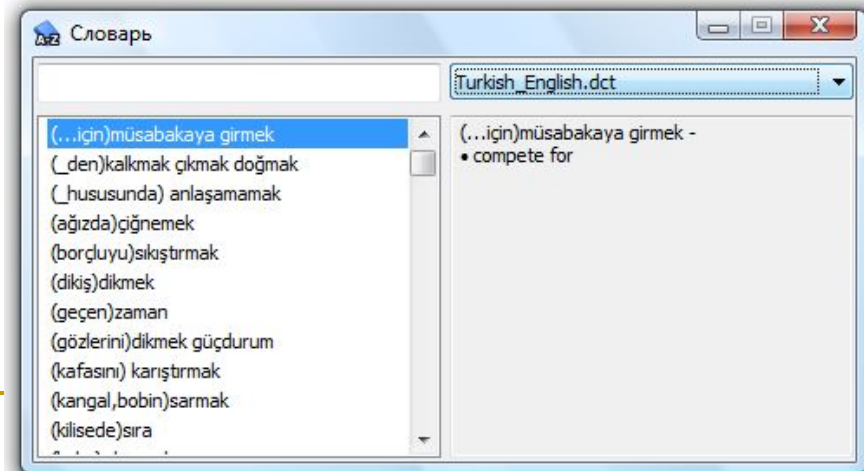 Словарь
Turkish_English.dct
(...için)müsabakaya girmek
(_den)kalkmak çıkmak doğmak
(_hususunda) anlaşamamak
(ağızda)çiğnemek
(borçluyu)sıkıştırmak
(dikiş)dikmek
(geçen)zaman
(gözlerini)dikmek güçdurum
(kafasını) karıştırmak
(kangal,bobin)sarmak
(kilisede)sıra
(...için)müsabakaya girmek -
• compete for